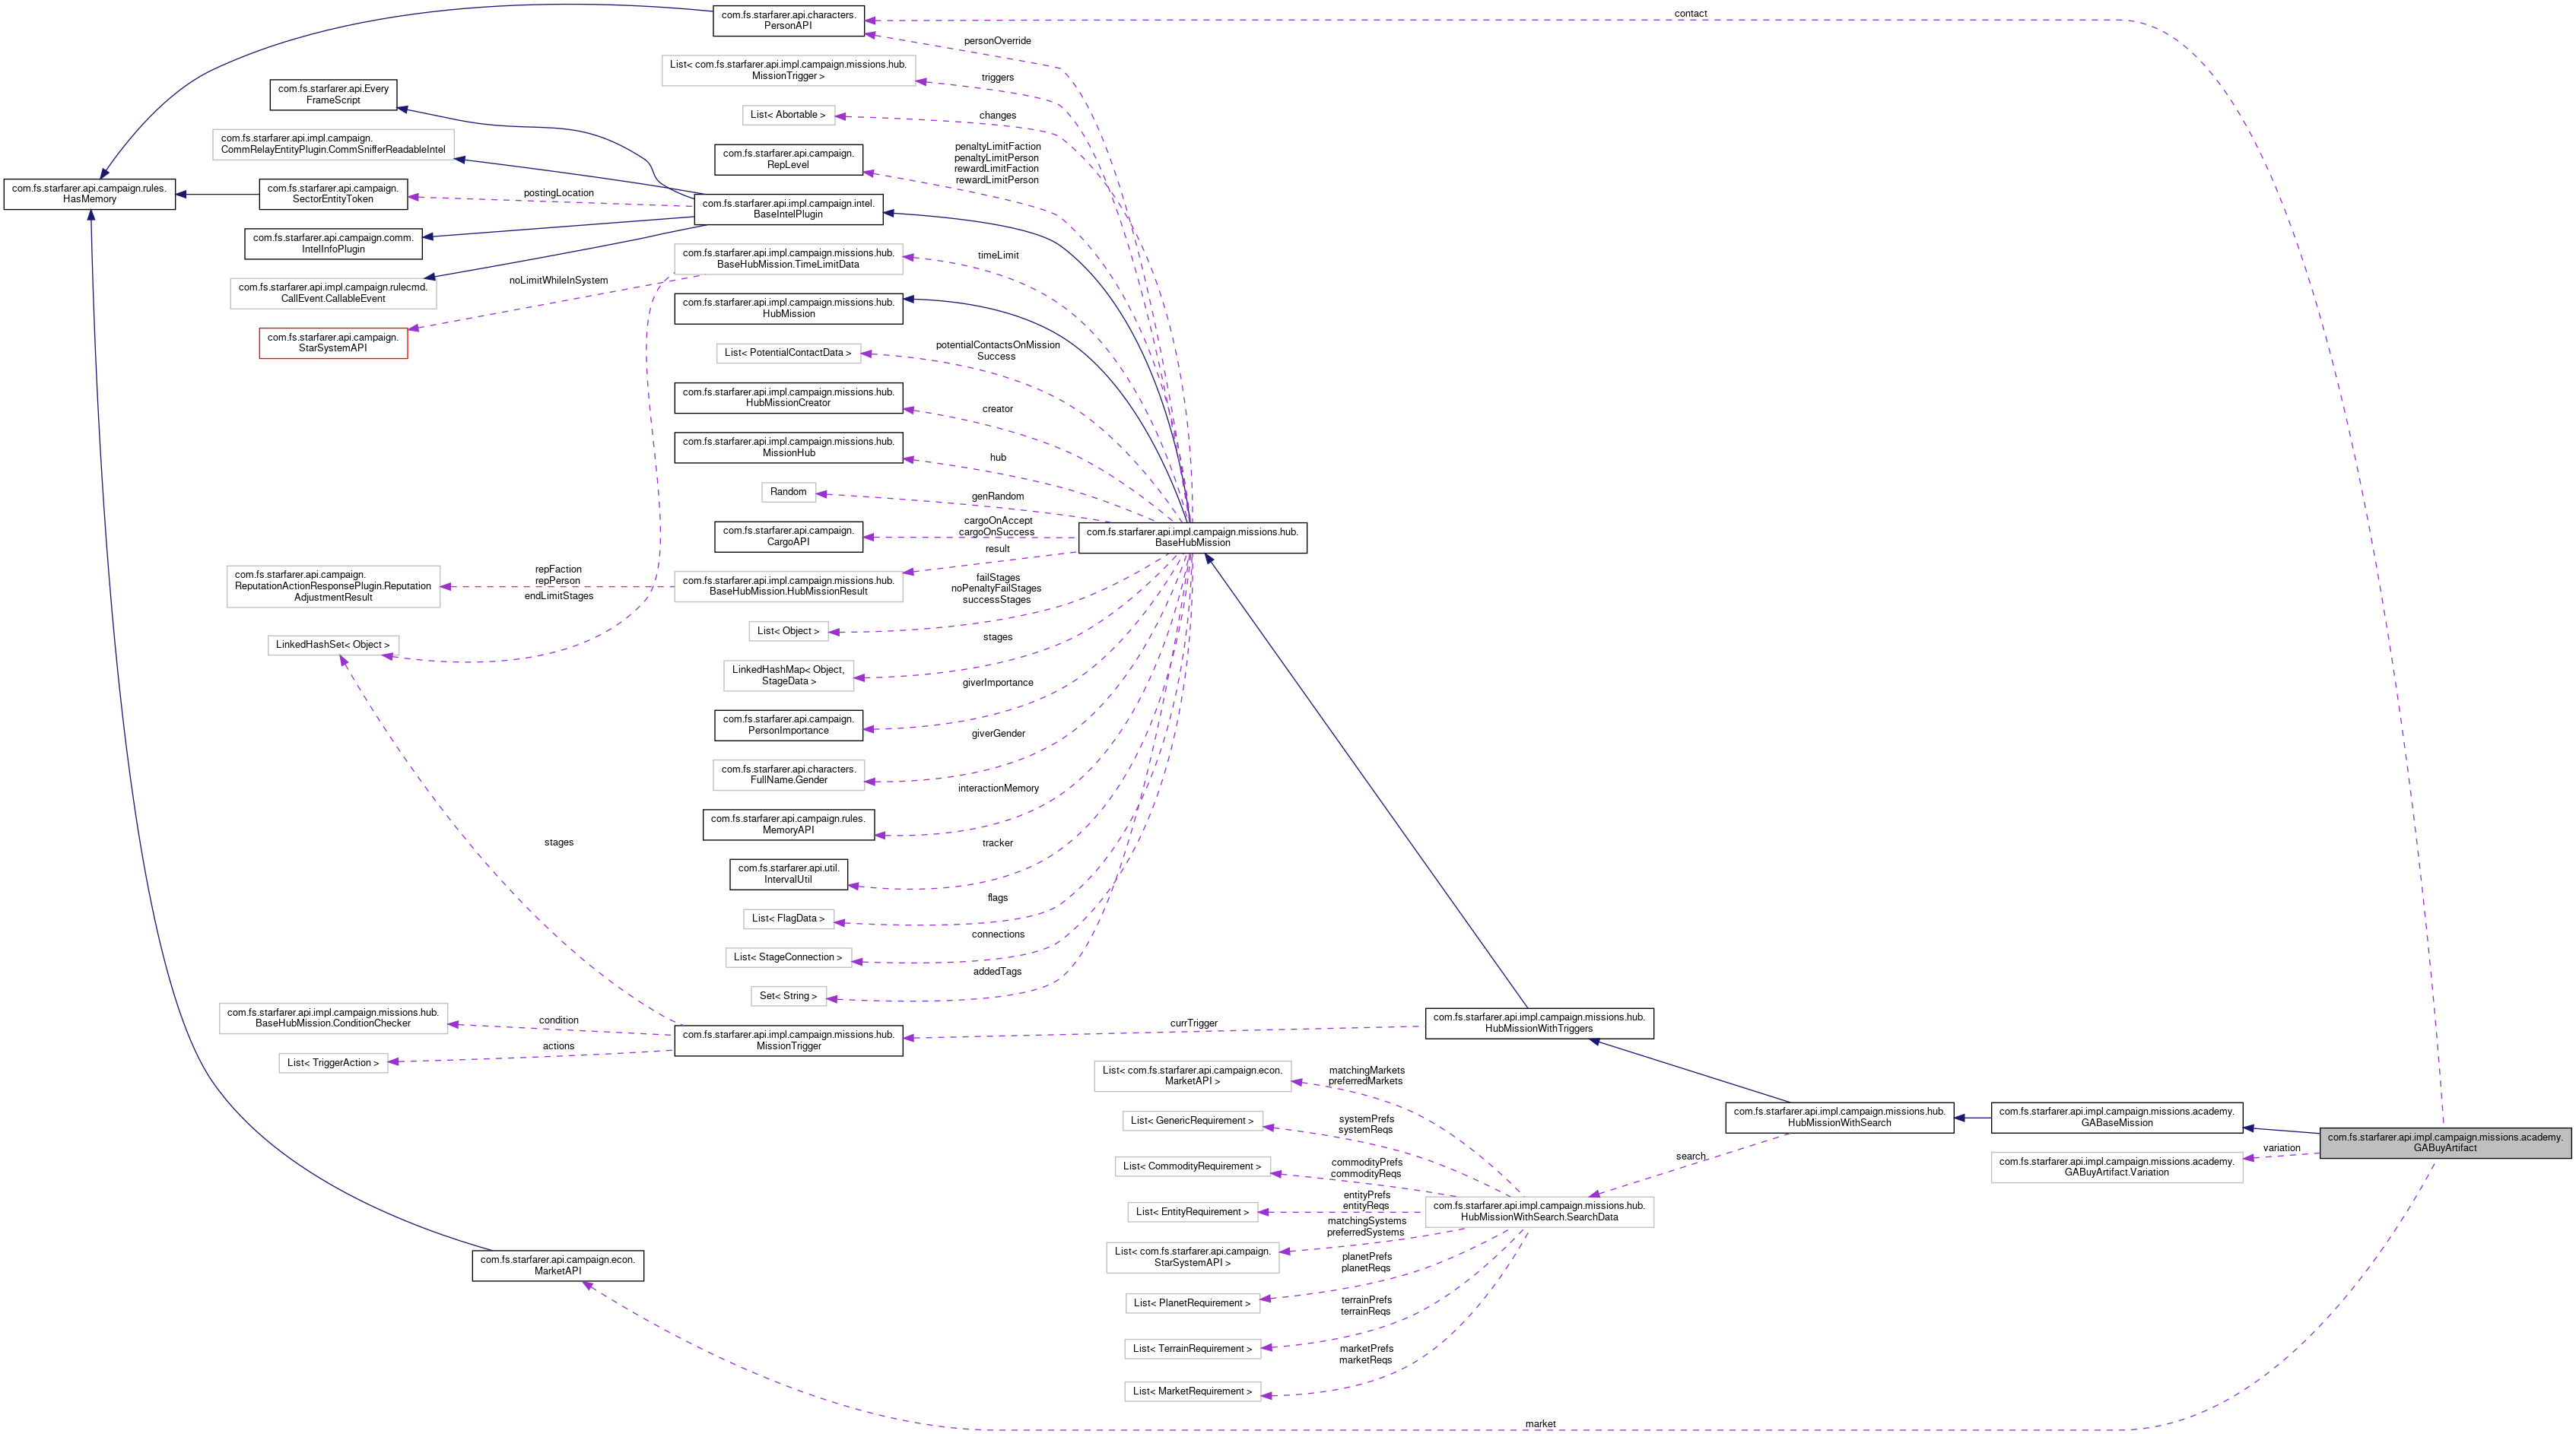 com.fs.starfarer.api.characters.
PersonAPI
contact
personOverride
List< com.fs.starfarer.api.impl.campaign.missions.hub.
MissionTrigger >
triggers
com.fs.starfarer.api.Every
FrameScript
List< Abortable >
changes
com.fs.starfarer.api.impl.campaign.
CommRelayEntityPlugin.CommSnifferReadableIntel
com.fs.starfarer.api.campaign.
RepLevel
penaltyLimitFaction
penaltyLimitPerson
rewardLimitFaction
rewardLimitPerson
com.fs.starfarer.api.campaign.rules.
HasMemory
com.fs.starfarer.api.campaign.
SectorEntityToken
postingLocation
com.fs.starfarer.api.impl.campaign.intel.
BaseIntelPlugin
com.fs.starfarer.api.campaign.comm.
IntelInfoPlugin
com.fs.starfarer.api.impl.campaign.missions.hub.
BaseHubMission.TimeLimitData
timeLimit
com.fs.starfarer.api.impl.campaign.rulecmd.
CallEvent.CallableEvent
noLimitWhileInSystem
com.fs.starfarer.api.impl.campaign.missions.hub.
HubMission
com.fs.starfarer.api.campaign.
StarSystemAPI
List< PotentialContactData >
potentialContactsOnMission
Success
com.fs.starfarer.api.impl.campaign.missions.hub.
HubMissionCreator
creator
com.fs.starfarer.api.impl.campaign.missions.hub.
MissionHub
hub
Random
genRandom
com.fs.starfarer.api.campaign.
CargoAPI
cargoOnAccept
cargoOnSuccess
com.fs.starfarer.api.impl.campaign.missions.hub.
BaseHubMission
result
com.fs.starfarer.api.campaign.
ReputationActionResponsePlugin.Reputation
AdjustmentResult
repFaction
repPerson
endLimitStages
com.fs.starfarer.api.impl.campaign.missions.hub.
BaseHubMission.HubMissionResult
failStages
noPenaltyFailStages
successStages
List< Object >
LinkedHashSet< Object >
stages
LinkedHashMap< Object,
StageData >
giverImportance
com.fs.starfarer.api.campaign.
PersonImportance
giverGender
com.fs.starfarer.api.characters.
FullName.Gender
interactionMemory
com.fs.starfarer.api.campaign.rules.
MemoryAPI
stages
tracker
com.fs.starfarer.api.util.
IntervalUtil
flags
List< FlagData >
connections
List< StageConnection >
addedTags
Set< String >
com.fs.starfarer.api.impl.campaign.missions.hub.
BaseHubMission.ConditionChecker
condition
com.fs.starfarer.api.impl.campaign.missions.hub.
MissionTrigger
currTrigger
com.fs.starfarer.api.impl.campaign.missions.hub.
HubMissionWithTriggers
actions
List< TriggerAction >
List< com.fs.starfarer.api.campaign.econ.
MarketAPI >
matchingMarkets
preferredMarkets
List< GenericRequirement >
systemPrefs
systemReqs
com.fs.starfarer.api.impl.campaign.missions.hub.
HubMissionWithSearch
com.fs.starfarer.api.impl.campaign.missions.academy.
GABaseMission
com.fs.starfarer.api.impl.campaign.missions.academy.
GABuyArtifact
variation
search
com.fs.starfarer.api.impl.campaign.missions.academy.
GABuyArtifact.Variation
List< CommodityRequirement >
commodityPrefs
commodityReqs
List< EntityRequirement >
entityPrefs
entityReqs
com.fs.starfarer.api.impl.campaign.missions.hub.
HubMissionWithSearch.SearchData
List< com.fs.starfarer.api.campaign.
StarSystemAPI >
matchingSystems
preferredSystems
com.fs.starfarer.api.campaign.econ.
MarketAPI
planetPrefs
planetReqs
List< PlanetRequirement >
terrainPrefs
terrainReqs
List< TerrainRequirement >
marketPrefs
marketReqs
List< MarketRequirement >
market